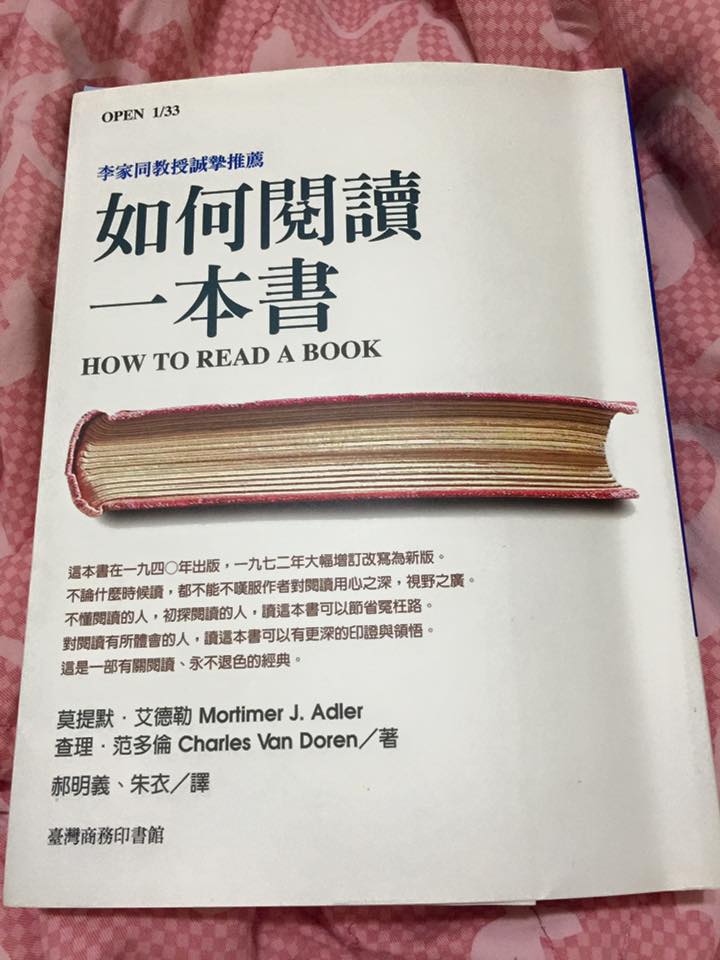 OPEN 1/33
李家同教授誠摯推薦
如何閱讀
一本書
HOW TO READ A BOOK
這本書在一九四〇年出版，一九七二年大幅增訂改寫為新版。
不論什麼時候讀，都不能不嘆服作者對閱讀用心之深，視野之廣。
不懂閱讀的人，初探閱讀的人，讀這本書可以節省冤枉路。
對閱讀有所體會的人，讀這本書可以有更深的印證與領悟。
這是一部有關閱讀、永不退色的經典。
莫提默．艾德勒 Mortimer J. Adler
查理．范多倫 Charles Van Doren／著
郝明義、朱衣／譯
臺灣商務印書館